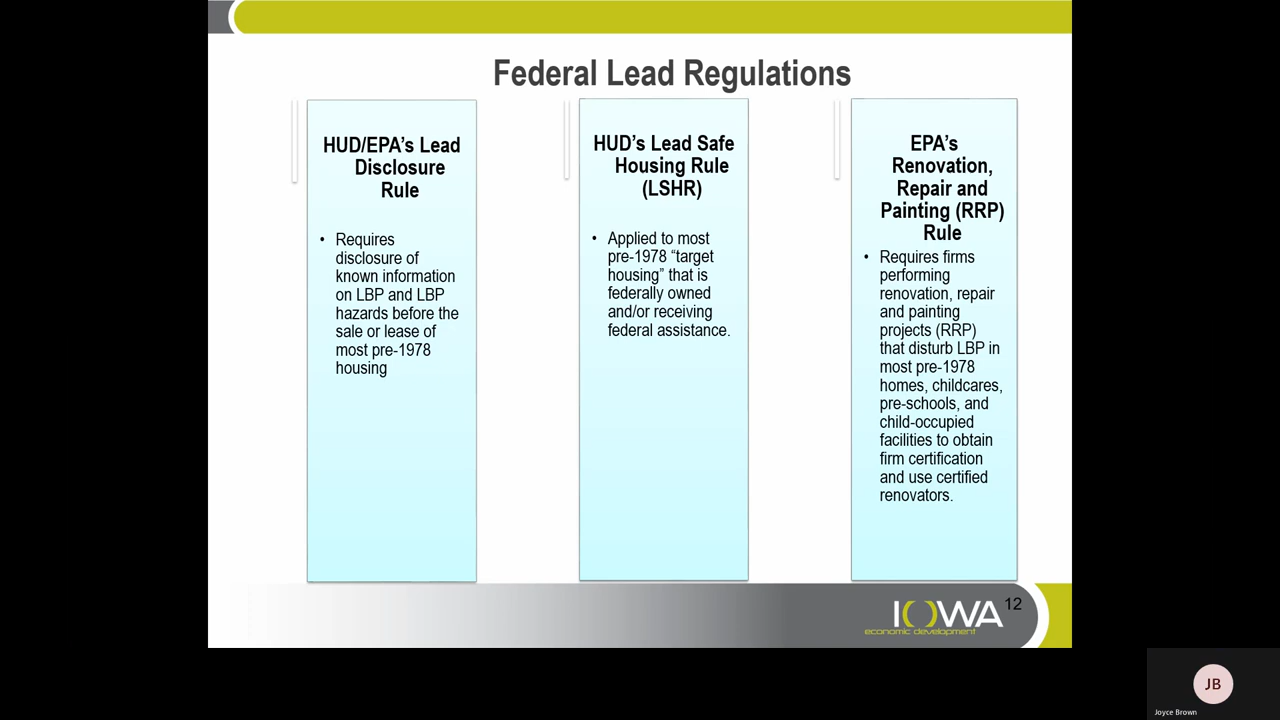 Federal Lead Regulations
HUD/EPA’s Lead
Disclosure
Rule
• Requires
disclosure of
known information
on LBP and LBP
hazards before the
sale or lease of
most pre-1978
housing
HUD’s Lead Safe
Housing Rule
(LSHR)
• Applied to most
pre-1978 “target
housing” that is
federally owned
and/or receiving
federal assistance.
EPA’s
Renovation,
Repair and
Painting (RRP)
Rule
• Requires firms
performing
renovation, repair
and painting
projects (RRP)
that disturb LBP in
most pre-1978
homes, childcares,
pre-schools, and
child-occupied
facilities to obtain
firm certification
and use certified
renovators.
IOWA
economic development
12
JB
Joyce Brown